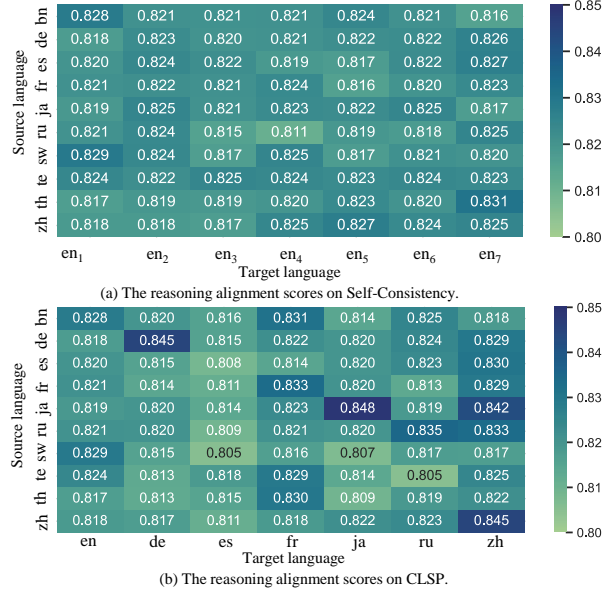 bn 0.828 0.821 0.821 0.821 0.821 0.821 0.816
de 0.818 0.823 0.820 0.821 0.824 0.822 0.826
es 0.820 0.824 0.822 0.819 0.817 0.822 0.827
fr 0.821 0.822 0.821 0.824 0.816 0.820 0.823
ja 0.819 0.825 0.821 0.823 0.822 0.825 0.817
ru 0.821 0.824 0.815 0.811 0.819 0.818 0.825
sw 0.829 0.824 0.817 0.825 0.817 0.821 0.820
te 0.824 0.822 0.825 0.824 0.823 0.824 0.823
th 0.817 0.819 0.819 0.820 0.823 0.820 0.831
zh 0.818 0.818 0.817 0.825 0.827 0.824 0.825
Source language
en₁ en₂ en₃ en₄ en₅ en₆ en₇
Target language
0.85
0.84
0.83
0.82
0.81
0.80
(a) The reasoning alignment scores on Self-Consistency.
bn 0.828 0.820 0.816 0.831 0.814 0.825 0.818
de 0.818 0.845 0.815 0.822 0.820 0.824 0.829
es 0.820 0.815 0.808 0.814 0.820 0.823 0.830
fr 0.821 0.814 0.811 0.833 0.820 0.813 0.829
ja 0.819 0.820 0.814 0.823 0.848 0.819 0.842
ru 0.821 0.820 0.809 0.821 0.820 0.835 0.833
sw 0.829 0.815 0.805 0.816 0.807 0.817 0.817
te 0.824 0.813 0.818 0.829 0.814 0.805 0.825
th 0.817 0.813 0.815 0.830 0.809 0.819 0.822
zh 0.818 0.817 0.811 0.818 0.822 0.823 0.845
Source language
en de es fr ja ru zh
Target language
0.85
0.84
0.83
0.82
0.81
0.80
(b) The reasoning alignment scores on CLSP.